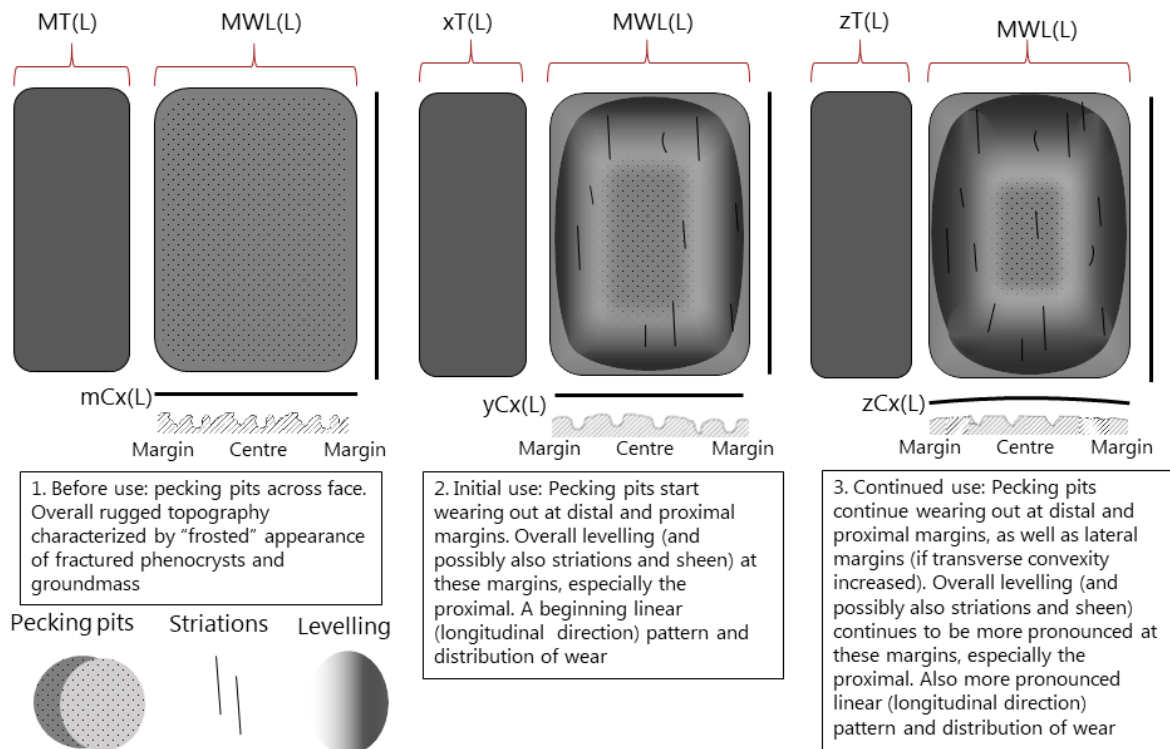 MT(L)
MWL(L)
xT(L)
MWL(L)
zT(L)
MWL(L)
mCx(L)
Margin
Centre
Margin
yCx(L)
Margin
Centre
Margin
zCx(L)
Margin
Centre
Margin
1. Before use: pecking pits across face.
Overall rugged topography
characterized by “frosted” appearance
of fractured phenocrysts and
groundmass
Pecking pits
Striations
Levelling
2. Initial use: Pecking pits start
wearing out at distal and proximal
margins. Overall levelling (and
possibly also striations and sheen) at
these margins, especially the
proximal. A beginning linear
(longitudinal direction) pattern and
distribution of wear
3. Continued use: Pecking pits
continue wearing out at distal and
proximal margins, as well as lateral
margins (if transverse convexity
increased). Overall levelling (and
possibly also striations and sheen)
continues to be more pronounced at
these margins, especially the
proximal. Also more pronounced
linear (longitudinal direction)
pattern and distribution of wear